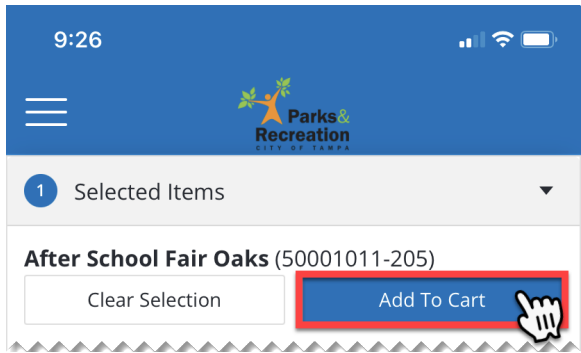 9:26
Parks&
Recreation
CITY OF TAMPA
1 Selected Items
After School Fair Oaks (50001011-205)
Clear Selection Add To Cart